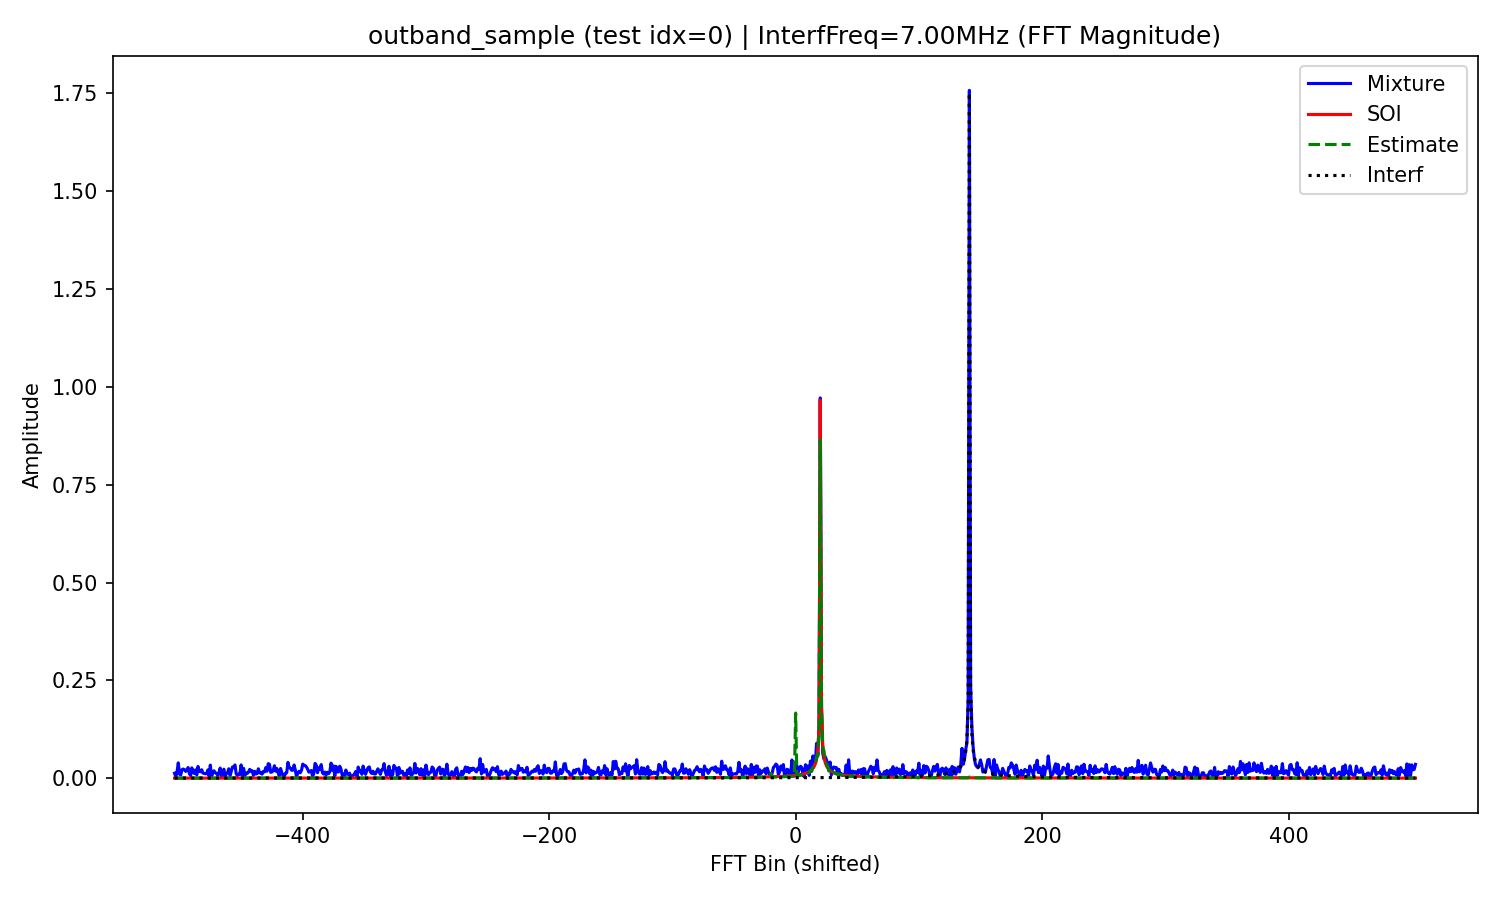 outband_sample (test idx=0) | InterfFreq=7.00MHz (FFT Magnitude)
Mixture
SOI
Estimate
Interf
1.75
1.50
1.25
1.00
0.75
0.50
0.25
0.00
Amplitude
−400
−200
0
200
400
FFT Bin (shifted)